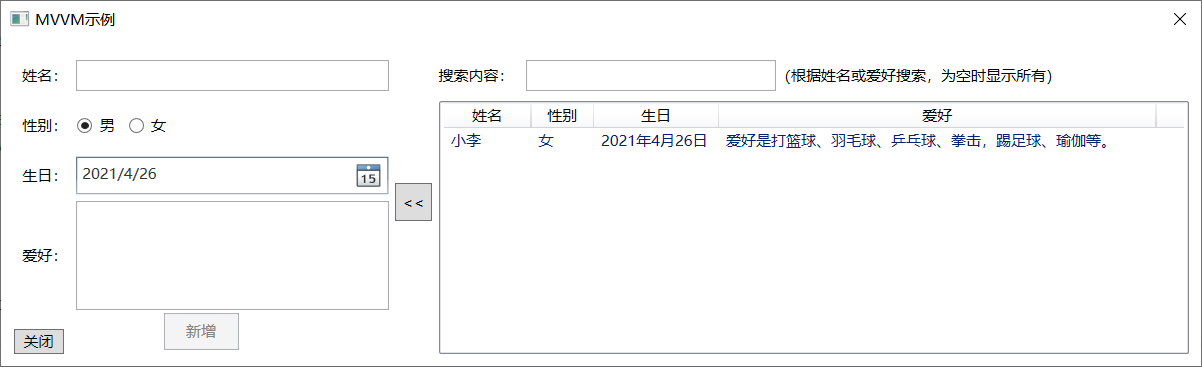 MVVM示例
姓名：
搜索内容：
(根据姓名或爱好搜索，为空时显示所有)
性别： 男 女
姓名 性别 生日 爱好
小李 女 2021年4月26日 爱好是打篮球、羽毛球、乒乓球、拳击，踢足球、瑜伽等。
生日： 2021/4/26 15
<<
爱好：
新增
关闭